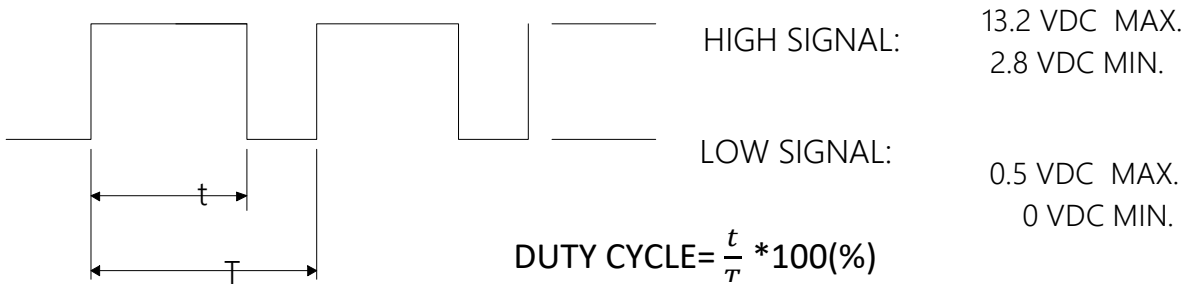 HIGH SIGNAL:
13.2 VDC MAX.
2.8 VDC MIN.
LOW SIGNAL:
0.5 VDC MAX.
0 VDC MIN.
t
T
DUTY CYCLE= t/T *100(%)